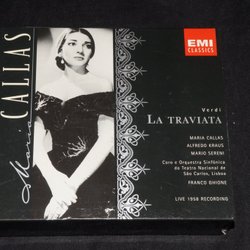 Maria CALLAS
EMI
CLASSICS
Verdi
LA TRAVIATA
MARIA CALLAS
ALFREDO KRAUS
MARIO SERENI
Coro e Orquestra Sinfónica
do Teatro Nacional de
São Carlos, Lisboa
FRANCO GHIONE
LIVE 1958 RECORDING